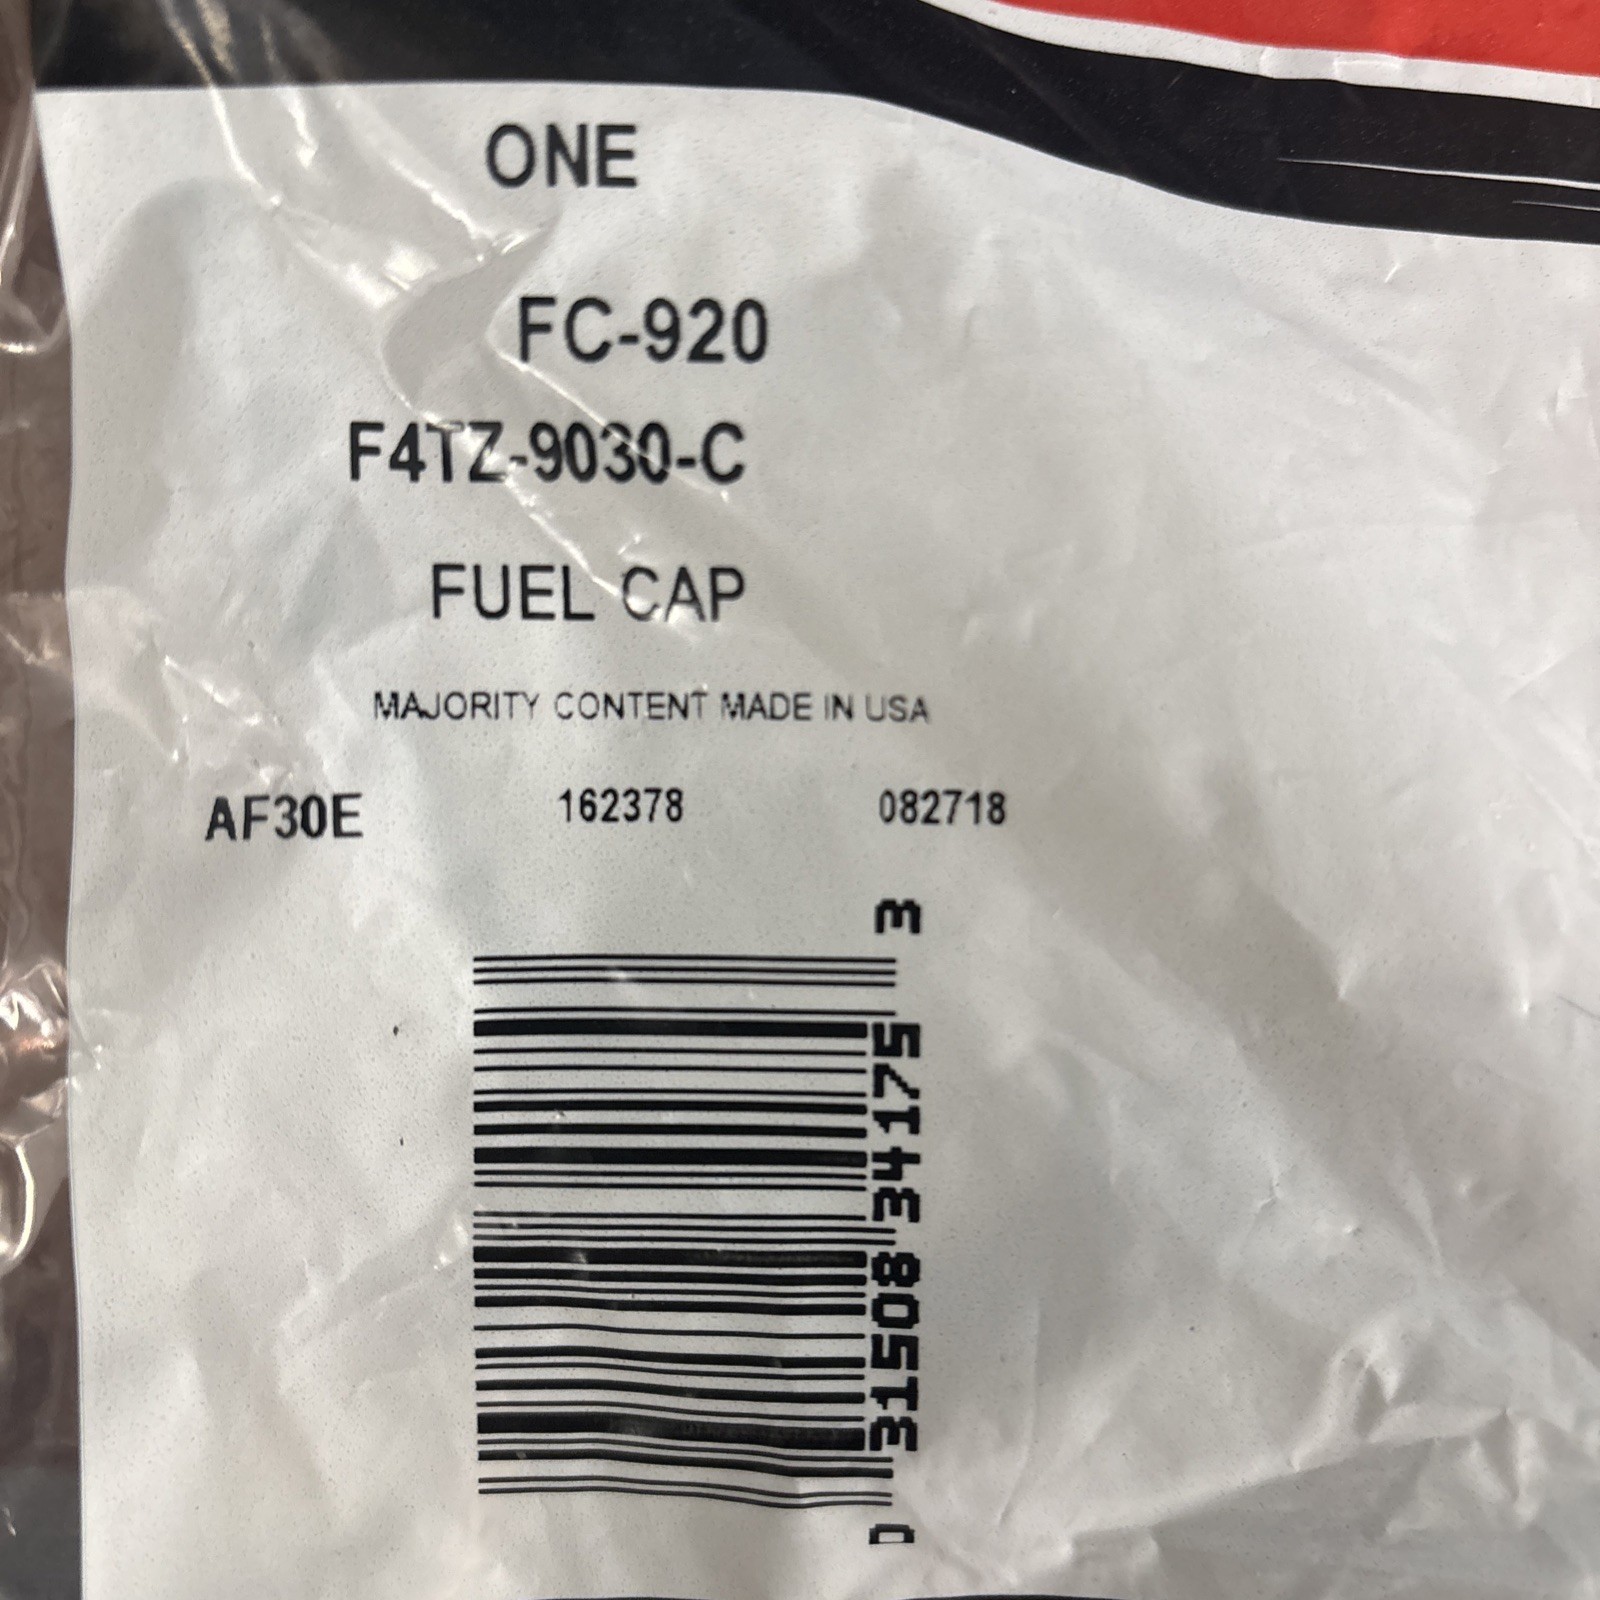 ONE
FC-920
F4TZ-9030-C
FUEL CAP
MAJORITY CONTENT MADE IN USA
AF30E 162378 082718
0 31508 34175 3